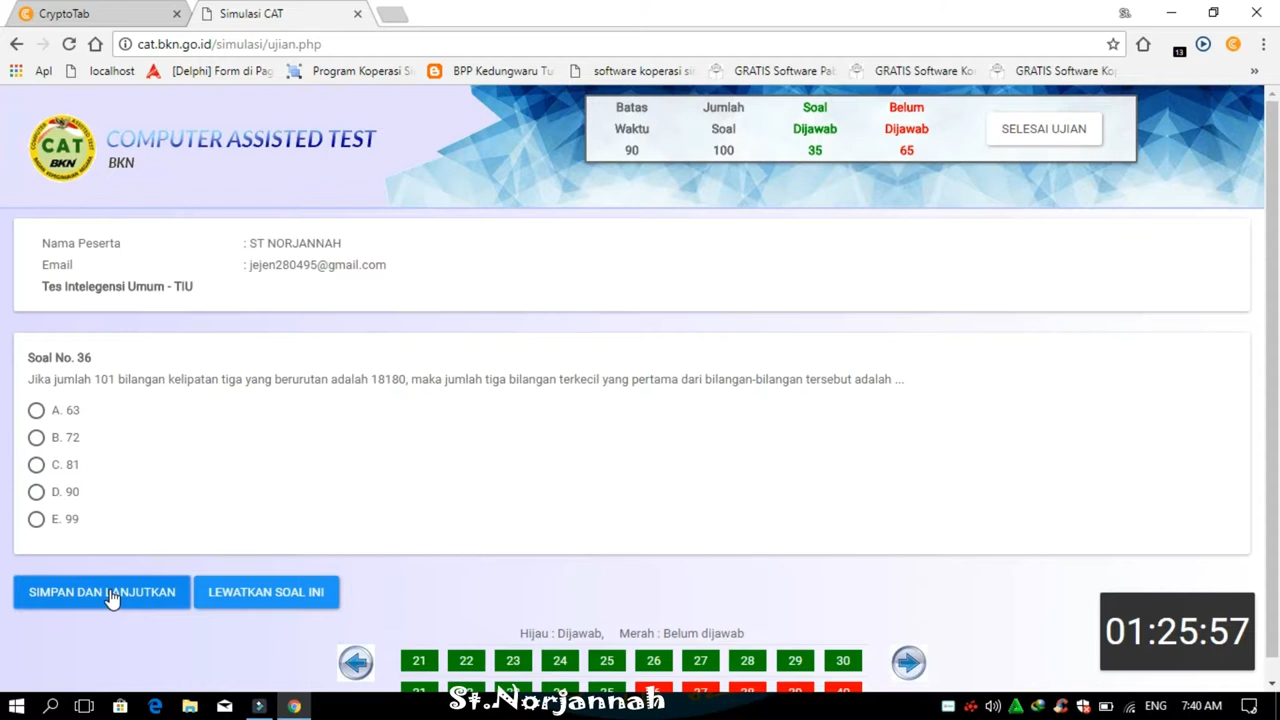 CryptoTab
Simulasi CAT
cat.bkn.go.id/simulasi/ujian.php
13
Apl
localhost
[Delphi] Form di Pag
Program Koperasi Si
BPP Kedungwaru Tu
software koperasi sim
GRATIS Software Pab
GRATIS Software Kop
GRATIS Software Kop
»
CAT
BKN
COMPUTER ASSISTED TEST
BKN
Batas Waktu 90
Jumlah Soal 100
Soal Dijawab 35
Belum Dijawab 65
SELESAI UJIAN
Nama Peserta : ST NORJANNAH
Email : jejen280495@gmail.com
Tes Intelegensi Umum - TIU
Soal No. 36
Jika jumlah 101 bilangan kelipatan tiga yang berurutan adalah 18180, maka jumlah tiga bilangan terkecil yang pertama dari bilangan-bilangan tersebut adalah ...
A. 63
B. 72
C. 81
D. 90
E. 99
SIMPAN DAN LANJUTKAN
LEWATKAN SOAL INI
01:25:57
Hijau : Dijawab, Merah : Belum dijawab
21 22 23 24 25 26 27 28 29 30
St.Norjannah
ENG
7:40 AM